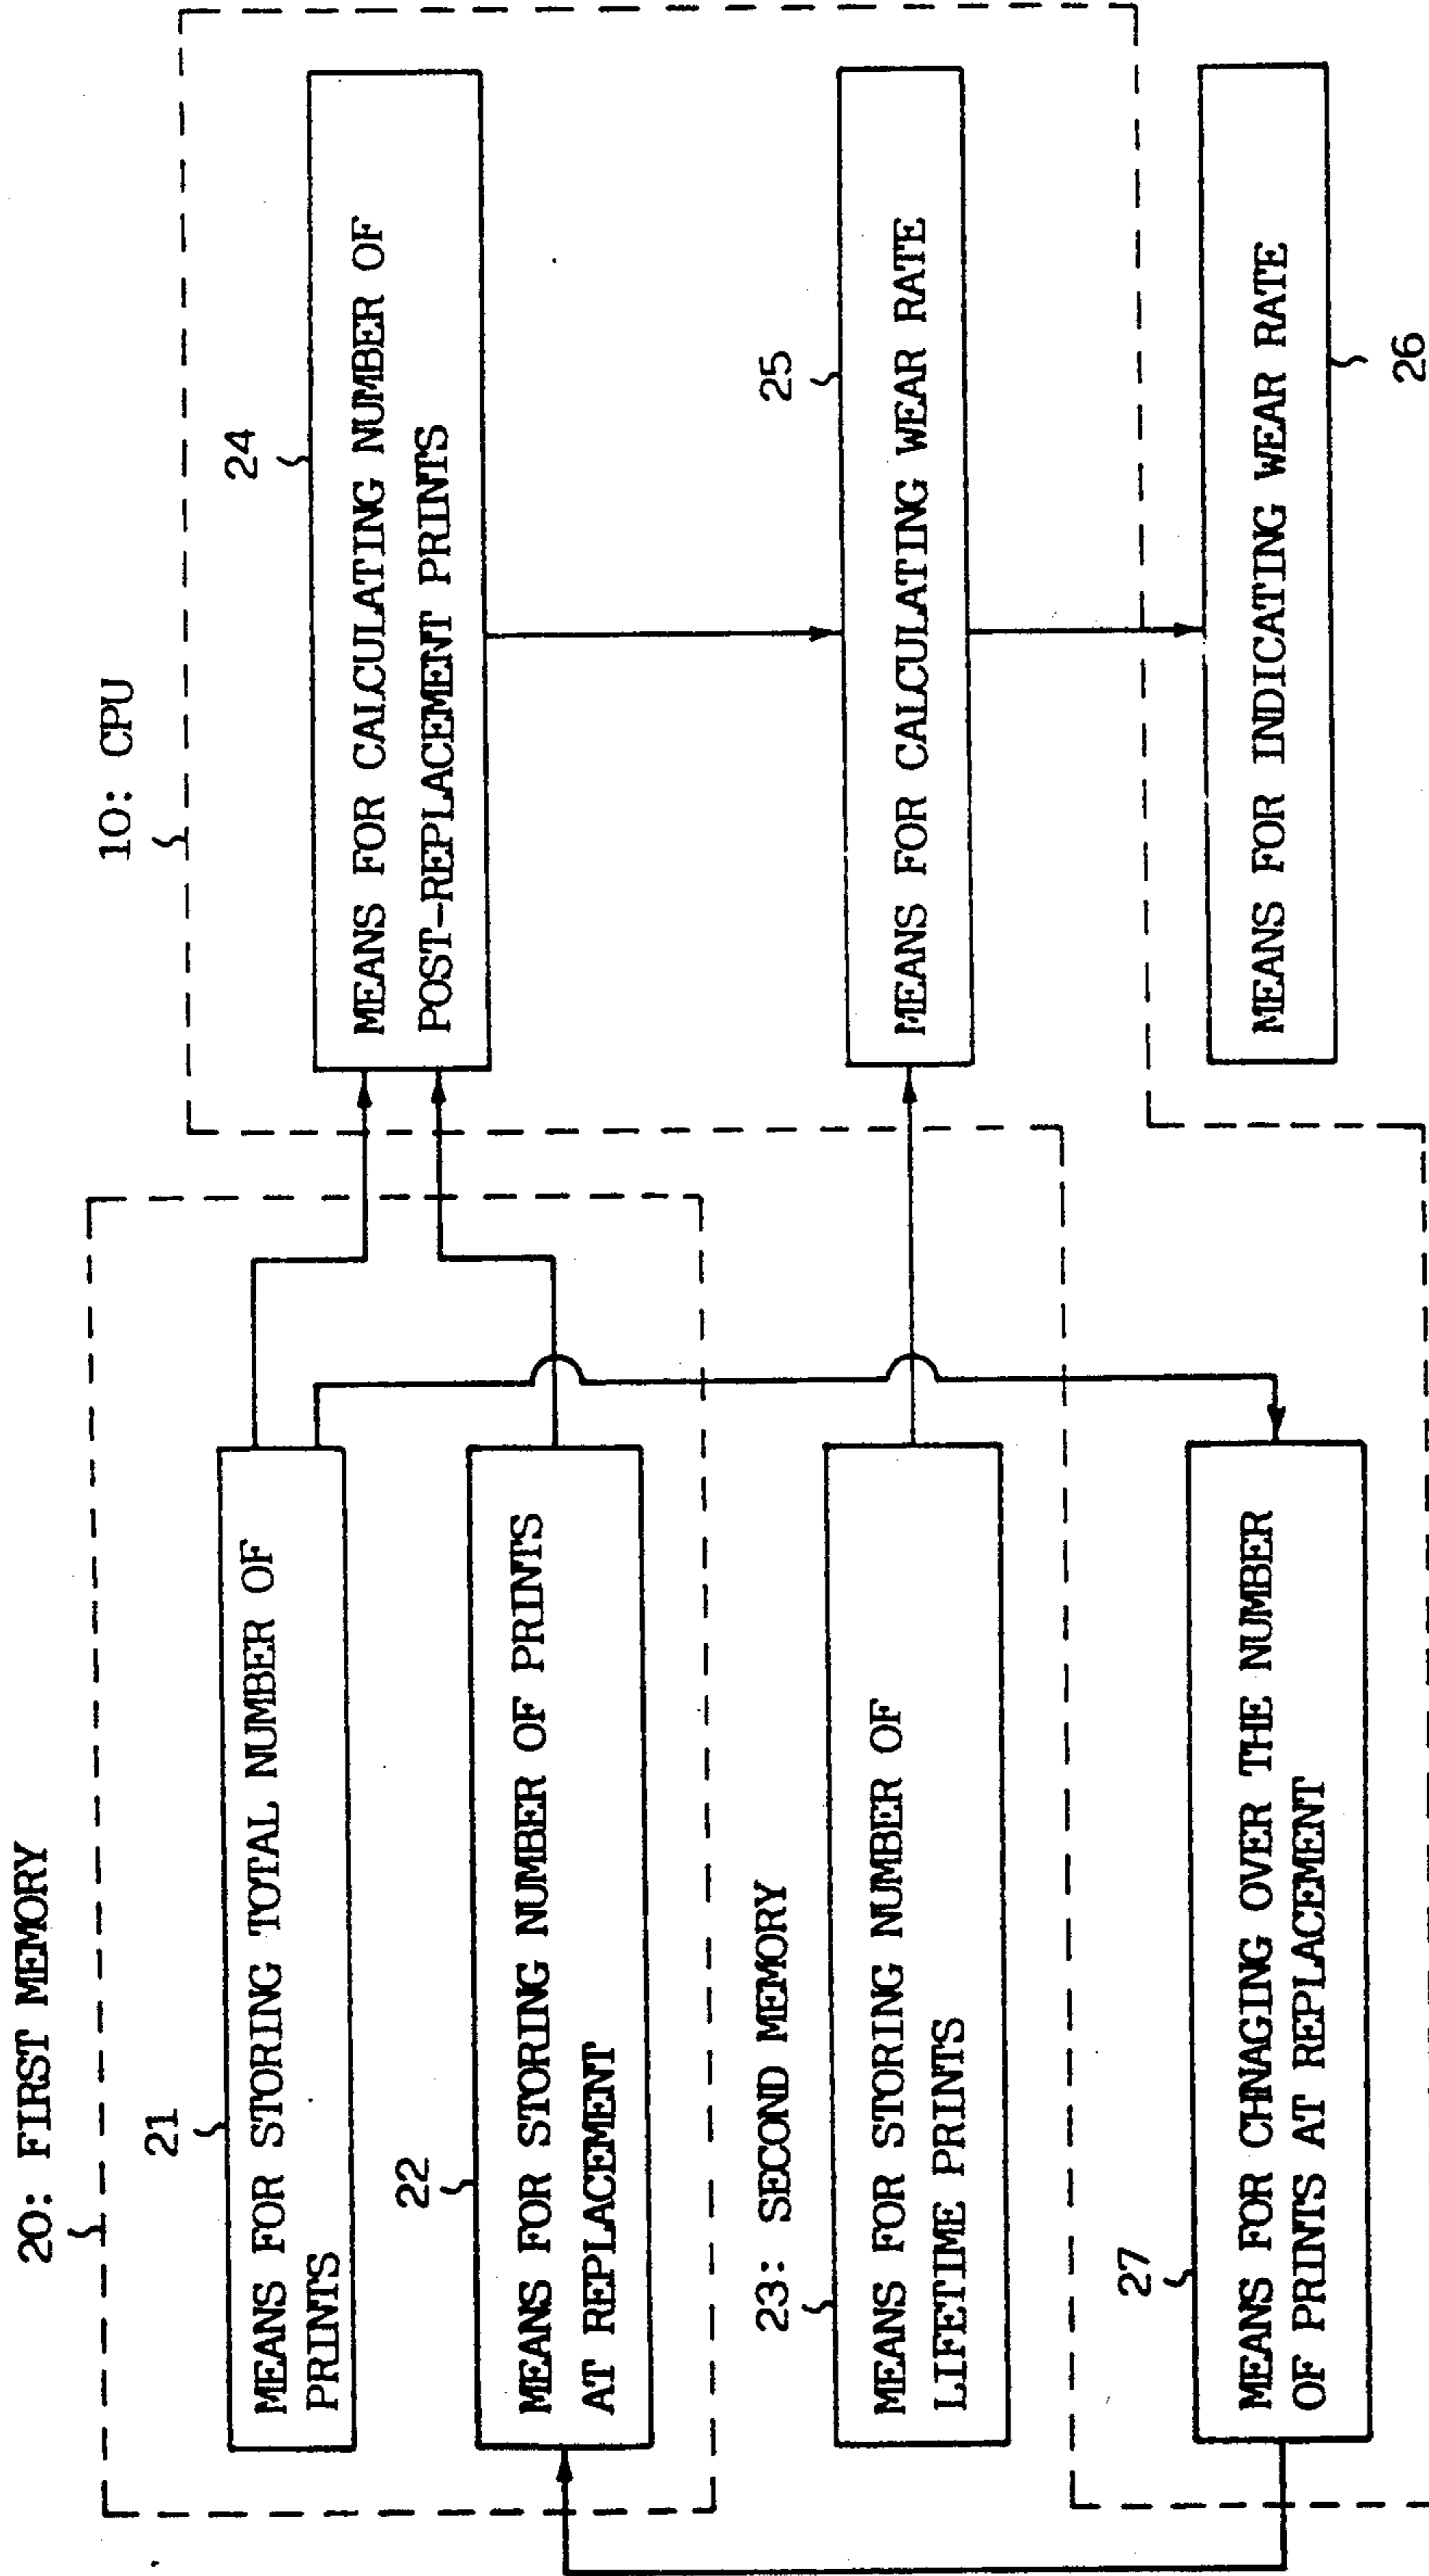 20: FIRST MEMORY
21
MEANS FOR STORING TOTAL NUMBER OF
PRINTS
22
MEANS FOR STORING NUMBER OF PRINTS
AT REPLACEMENT
23: SECOND MEMORY
MEANS FOR STORING NUMBER OF
LIFETIME PRINTS
27
MEANS FOR CHNAGING OVER THE NUMBER
OF PRINTS AT REPLACEMENT
10: CPU
24
MEANS FOR CALCULATING NUMBER OF
POST-REPLACEMENT PRINTS
25
MEANS FOR CALCULATING WEAR RATE
MEANS FOR INDICATING WEAR RATE
26